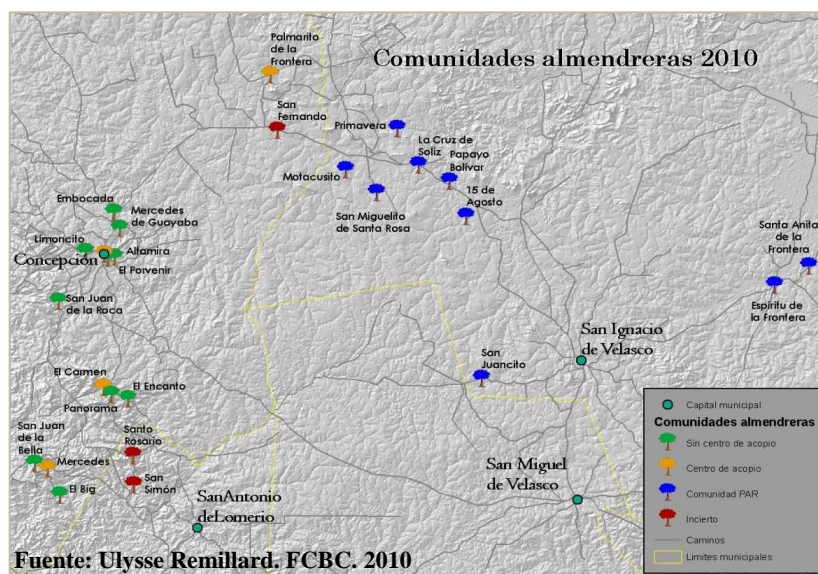 Comunidades almendreras 2010
Palmarito de la
Frontera
San
Fernando
Primavera
La Cruz de
Solíz
Papayo
Bolivar
Motacusito
15 de
Agosto
San Miguelito
de Santa Rosa
Embocada
Mercedes
de Guayaba
Limoncito
Altamira
Concepción
El Porvenir
Santa Anita
de la
Frontera
Espíritu de
la Frontera
San Juan
de la Roca
San Ignacio
de Velasco
San
Juancito
El Carmen
El Encanto
Panorama
San Juan
de la
Bella
Santo
Rosario
Mercedes
San
Simón
El Big
San Miguel
de Velasco
SanAntonio
deLomerio
Capital municipal
Comunidades almendreras
Sin centro de acopio
Centro de acopio
Comunidad PAR
Incierto
Caminos
Limites municipales
Fuente: Ulysse Remillard. FCBC. 2010